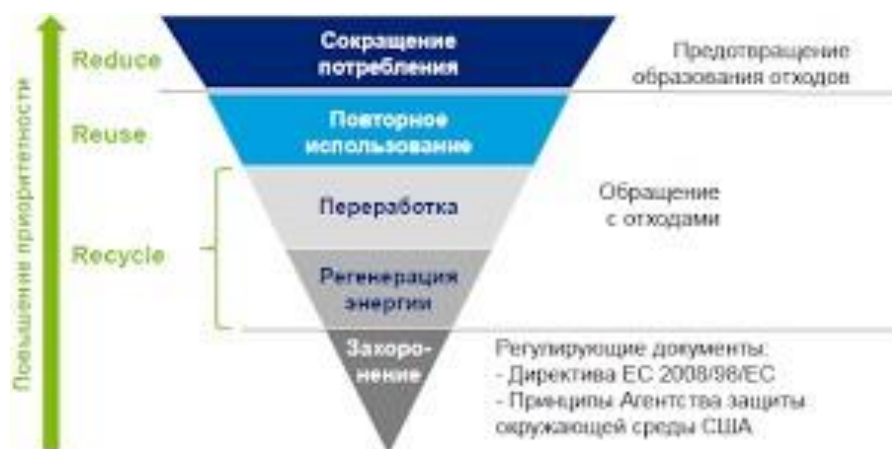 Повышение приоритетности
Reduce
Сокращение
потребления
Предотвращение
образования отходов
Reuse
Повторное
использование
Recycle
Переработка
Обращение
с отходами
Регенерация
энергии
Захоро-
нение
Регулирующие документы:
- Директива ЕС 2008/98/ЕС
- Принципы Агентства защиты
окружающей среды США